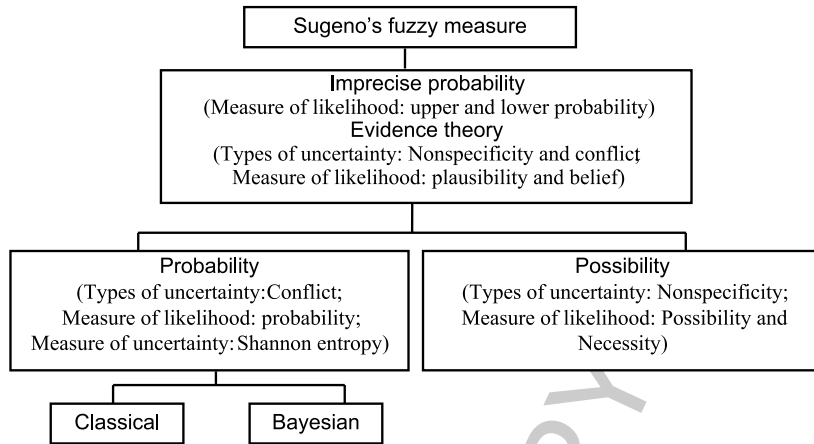 Sugeno's fuzzy measure
Imprecise probability
(Measure of likelihood: upper and lower probability)
Evidence theory
(Types of uncertainty: Nonspecificity and conflict;
Measure of likelihood: plausibility and belief)
Probability
(Types of uncertainty:Conflict;
Measure of likelihood: probability;
Measure of uncertainty:Shannon entropy)
Possibility
(Types of uncertainty: Nonspecificity;
Measure of likelihood: Possibility and
Necessity)
Classical
Bayesian
PY